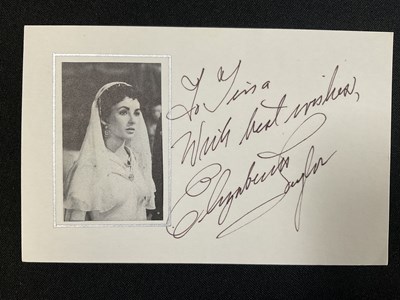 To Tina
With best wishes,
Elizabeth
Taylor